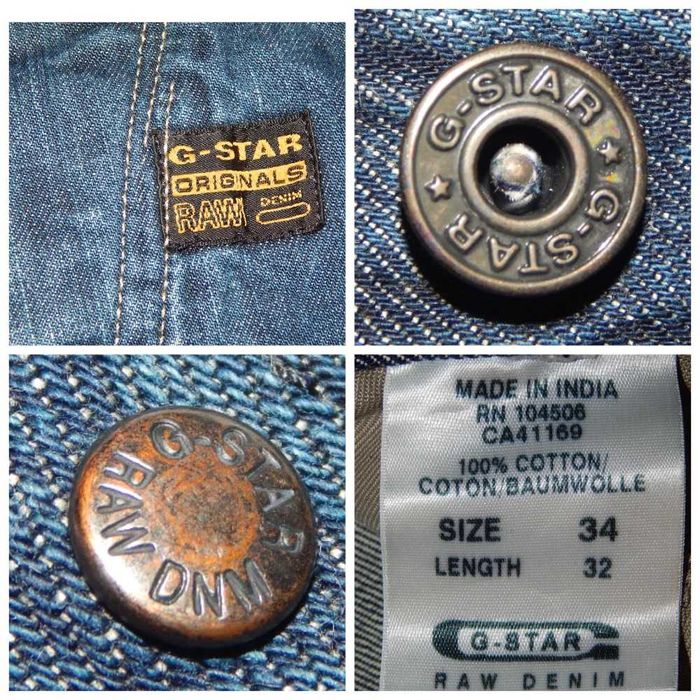 G-STAR
ORIGNALS
RAW DENIM
G-STAR ★ G-STAR ★
G-STAR
RAW DNM
MADE IN INDIA
RN 104506
CA41169
100% COTTON/
COTON/BAUMWOLLE
SIZE 34
LENGTH 32
G-STAR
RAW DENIM